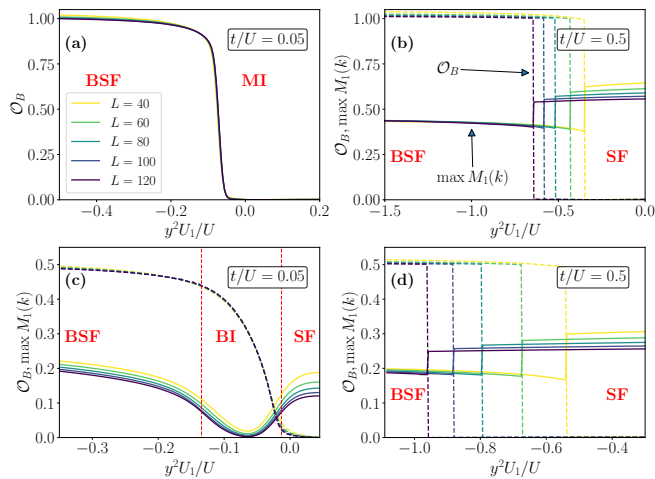 (a)
t/U = 0.05
BSF
MI
L = 40
L = 60
L = 80
L = 100
L = 120
1.00
0.75
0.50
0.25
0.00
𝒪_B
−0.4
−0.2
0.0
0.2
y²U₁/U
(b)
t/U = 0.5
𝒪_B
max M₁(k)
BSF
SF
1.00
0.75
0.50
0.25
0.00
𝒪_B, max M₁(k)
−1.5
−1.0
−0.5
0.0
y²U₁/U
(c)
t/U = 0.05
BSF
BI
SF
0.5
0.4
0.3
0.2
0.1
0.0
𝒪_B, max M₁(k)
−0.3
−0.2
−0.1
0.0
y²U₁/U
(d)
t/U = 0.5
BSF
SF
0.5
0.4
0.3
0.2
0.1
0.0
𝒪_B, max M₁(k)
−1.0
−0.8
−0.6
−0.4
y²U₁/U